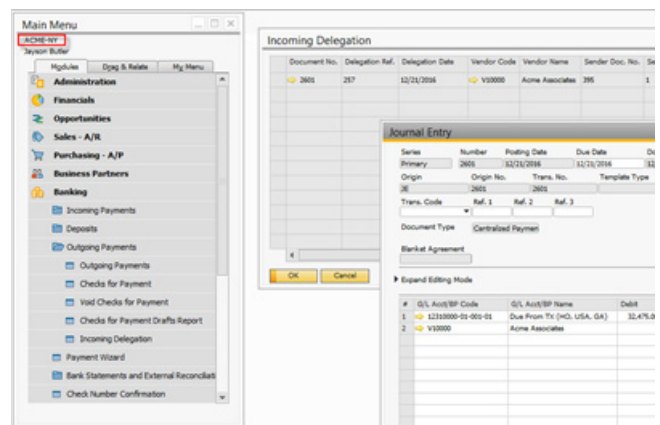 Main Menu
ACME-NY
Jayson Butler
Modules Drag & Relate My Menu
Administration
Financials
Opportunities
Sales - A/R
Purchasing - A/P
Business Partners
Banking
Incoming Payments
Deposits
Outgoing Payments
Outgoing Payments
Checks for Payment
Void Checks for Payment
Checks for Payment Drafts Report
Incoming Delegation
Payment Wizard
Bank Statements and External Reconciliati
Check Number Confirmation
Incoming Delegation
Document No. Delegation Ref. Delegation Date Vendor Code Vendor Name Sender Doc. No. Se
2601 257 12/21/2016 V10000 Acme Associates 395 1
OK Cancel
Journal Entry
Series Number Posting Date Due Date Do
Primary 2601 12/21/2016 12/21/2016 12/
Origin Origin No. Trans. No. Template Type
JE 2601 2601
Trans. Code Ref. 1 Ref. 2 Ref. 3
Document Type Centralized Paymen
Blanket Agreement
Expand Editing Mode
# G/L Acct/BP Code G/L Acct/BP Name Debit
1 12310000-01-001-01 Due From TX (HO, USA, GA) 32,475.0
2 V10000 Acme Associates